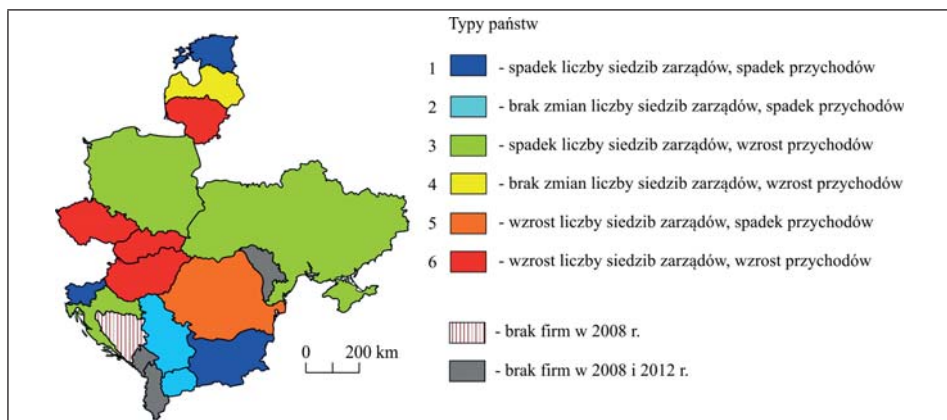 Typy państw
1 - spadek liczby siedzib zarządów, spadek przychodów
2 - brak zmian liczby siedzib zarządów, spadek przychodów
3 - spadek liczby siedzib zarządów, wzrost przychodów
4 - brak zmian liczby siedzib zarządów, wzrost przychodów
5 - wzrost liczby siedzib zarządów, spadek przychodów
6 - wzrost liczby siedzib zarządów, wzrost przychodów
- brak firm w 2008 r.
- brak firm w 2008 i 2012 r.
0 200 km